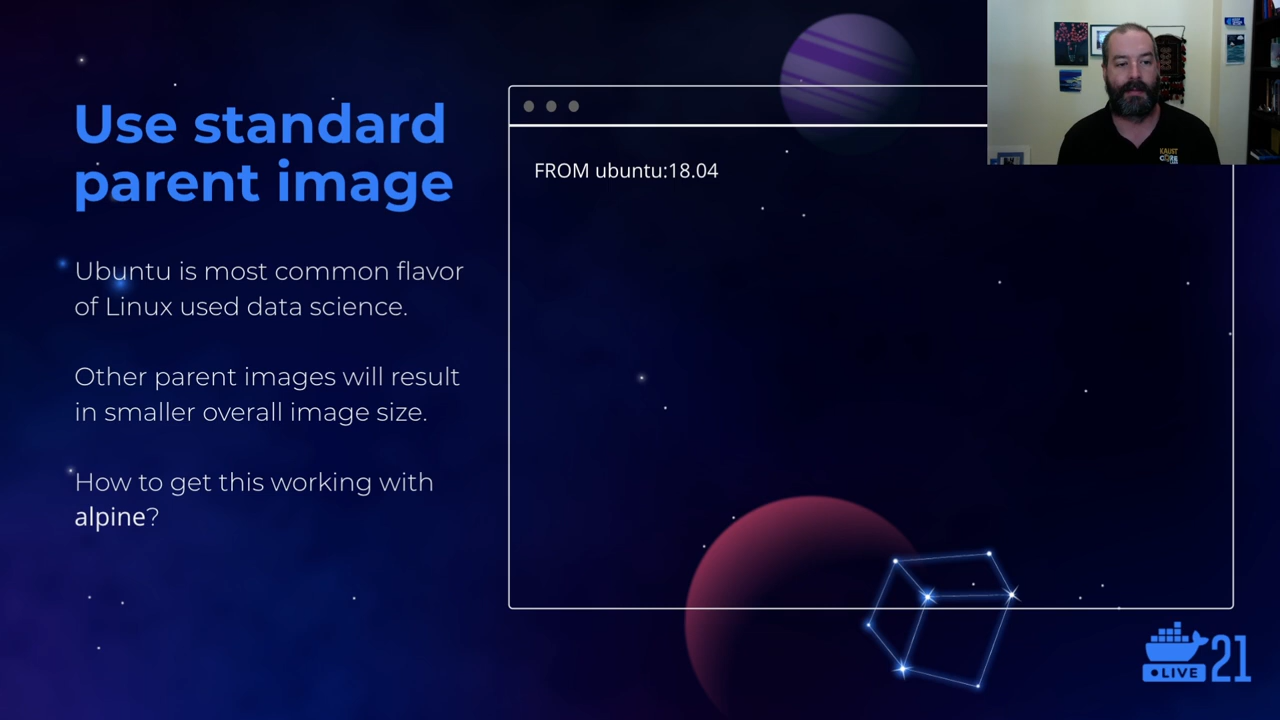 Use standard
parent image
Ubuntu is most common flavor
of Linux used data science.
Other parent images will result
in smaller overall image size.
How to get this working with
alpine?
FROM ubuntu:18.04
KAUST
LIVE 21